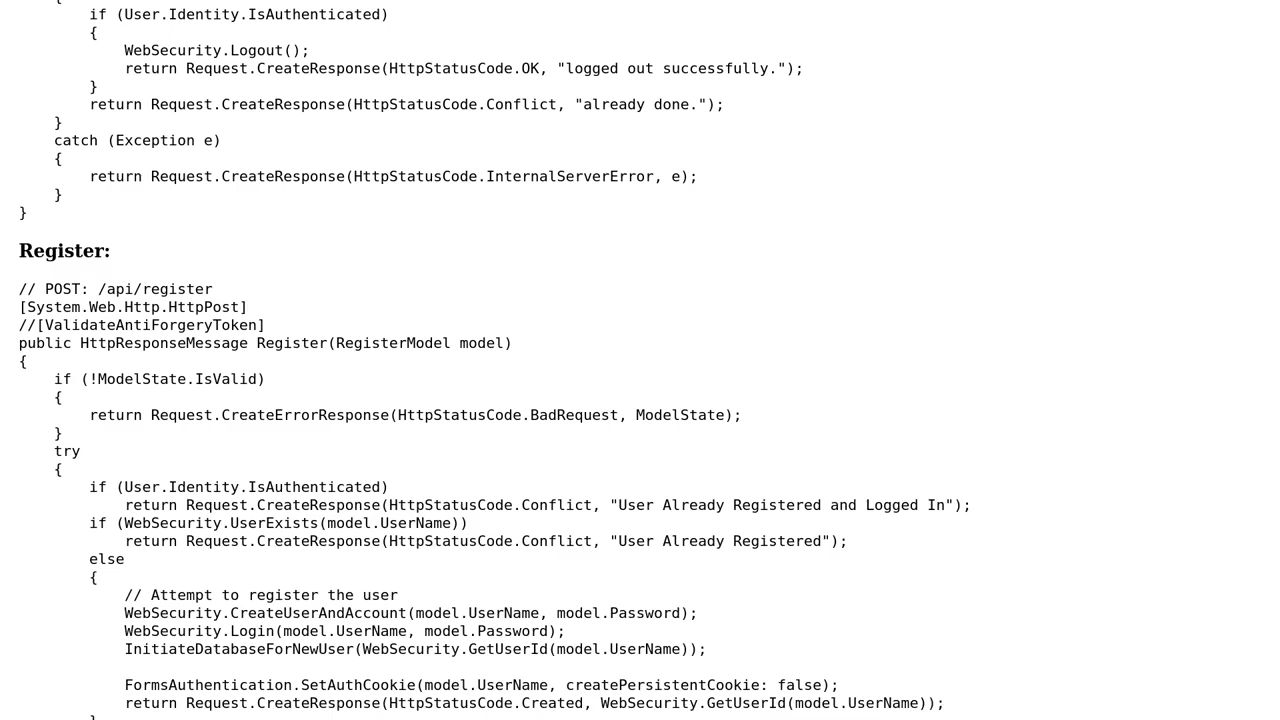 {
        if (User.Identity.IsAuthenticated)
        {
            WebSecurity.Logout();
            return Request.CreateResponse(HttpStatusCode.OK, "logged out successfully.");
        }
        return Request.CreateResponse(HttpStatusCode.Conflict, "already done.");
    }
    catch (Exception e)
    {
        return Request.CreateResponse(HttpStatusCode.InternalServerError, e);
    }
}
Register:
// POST: /api/register
[System.Web.Http.HttpPost]
//[ValidateAntiForgeryToken]
public HttpResponseMessage Register(RegisterModel model)
{
    if (!ModelState.IsValid)
    {
        return Request.CreateErrorResponse(HttpStatusCode.BadRequest, ModelState);
    }
    try
    {
        if (User.Identity.IsAuthenticated)
            return Request.CreateResponse(HttpStatusCode.Conflict, "User Already Registered and Logged In");
        if (WebSecurity.UserExists(model.UserName))
            return Request.CreateResponse(HttpStatusCode.Conflict, "User Already Registered");
        else
        {
            // Attempt to register the user
            WebSecurity.CreateUserAndAccount(model.UserName, model.Password);
            WebSecurity.Login(model.UserName, model.Password);
            InitiateDatabaseForNewUser(WebSecurity.GetUserId(model.UserName));

            FormsAuthentication.SetAuthCookie(model.UserName, createPersistentCookie: false);
            return Request.CreateResponse(HttpStatusCode.Created, WebSecurity.GetUserId(model.UserName));
        }